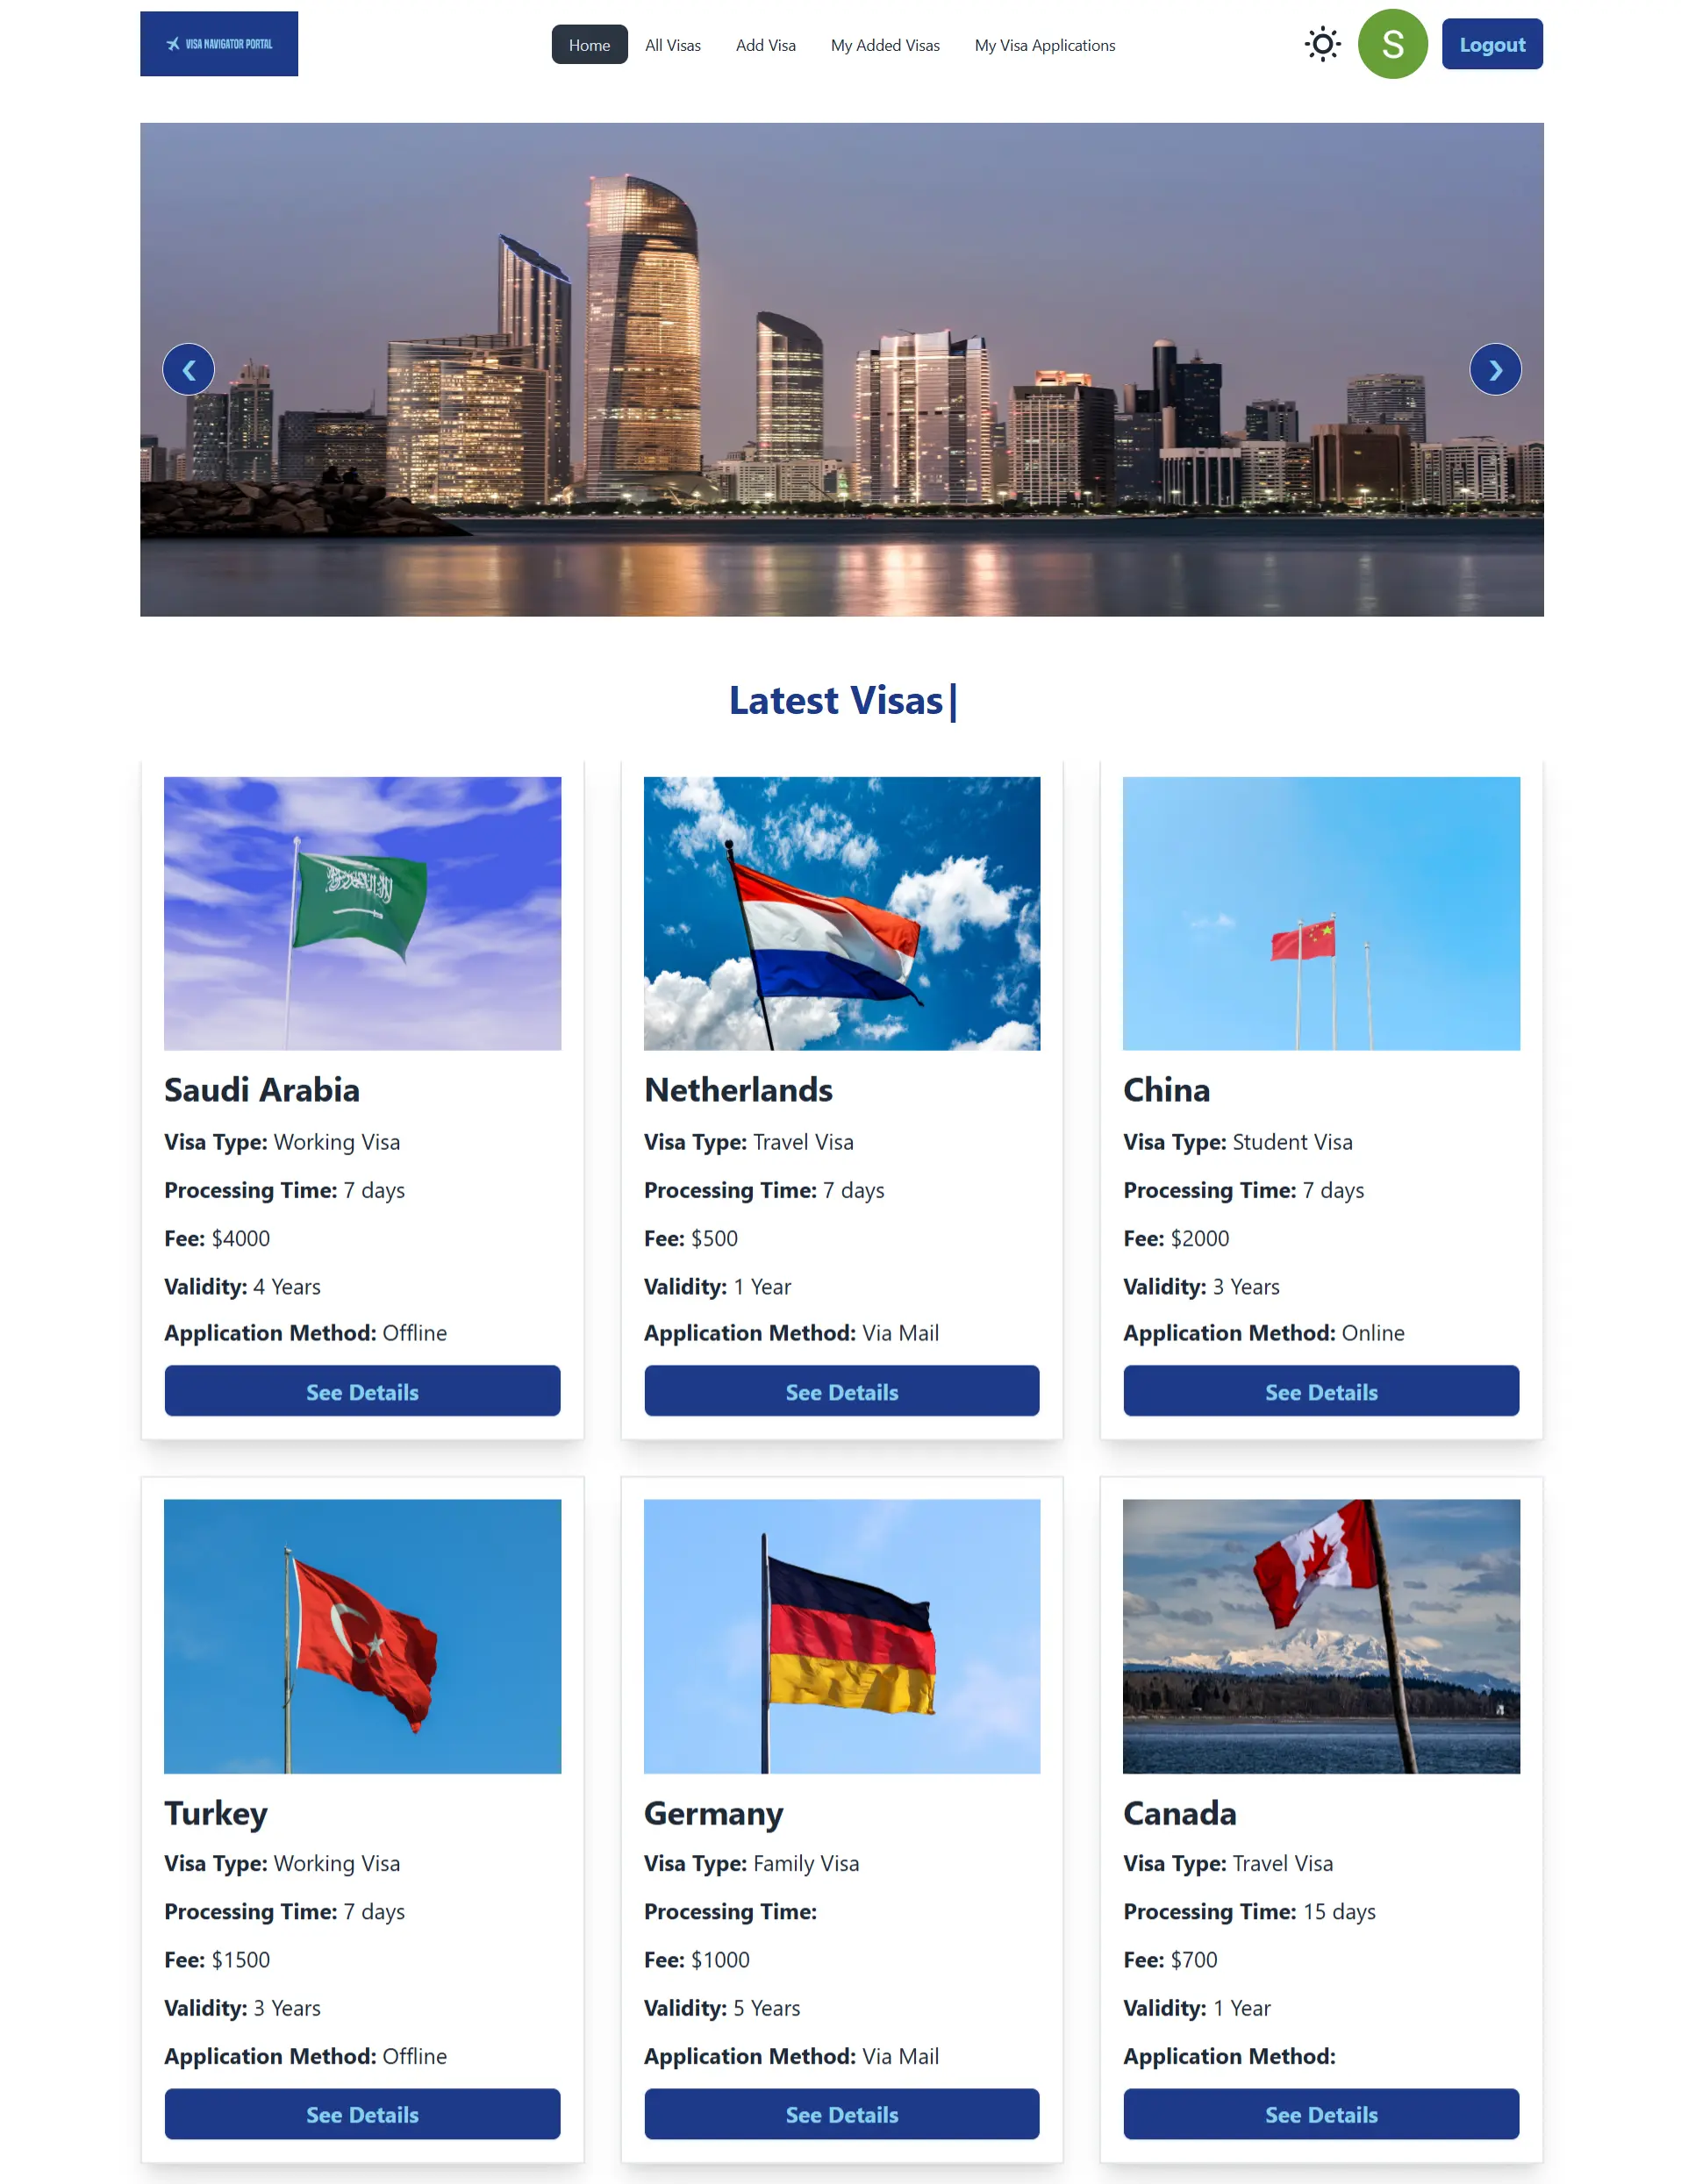 VISA NAVIGATOR PORTAL
Home
All Visas
Add Visa
My Added Visas
My Visa Applications
S
Logout
❮
❯
Latest Visas|
Saudi Arabia
Visa Type: Working Visa
Processing Time: 7 days
Fee: $4000
Validity: 4 Years
Application Method: Offline
See Details
Netherlands
Visa Type: Travel Visa
Processing Time: 7 days
Fee: $500
Validity: 1 Year
Application Method: Via Mail
See Details
China
Visa Type: Student Visa
Processing Time: 7 days
Fee: $2000
Validity: 3 Years
Application Method: Online
See Details
Turkey
Visa Type: Working Visa
Processing Time: 7 days
Fee: $1500
Validity: 3 Years
Application Method: Offline
See Details
Germany
Visa Type: Family Visa
Processing Time:
Fee: $1000
Validity: 5 Years
Application Method: Via Mail
See Details
Canada
Visa Type: Travel Visa
Processing Time: 15 days
Fee: $700
Validity: 1 Year
Application Method:
See Details